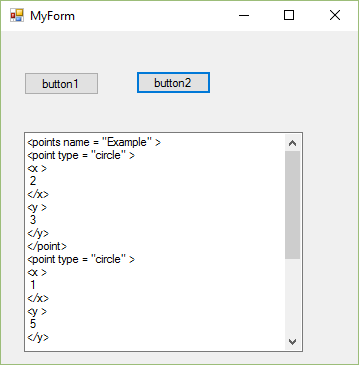 MyForm
button1
button2
<points name = "Example" >
<point type = "circle" >
<x >
2
</x>
<y >
3
</y>
</point>
<point type = "circle" >
<x >
1
</x>
<y >
5
</y>